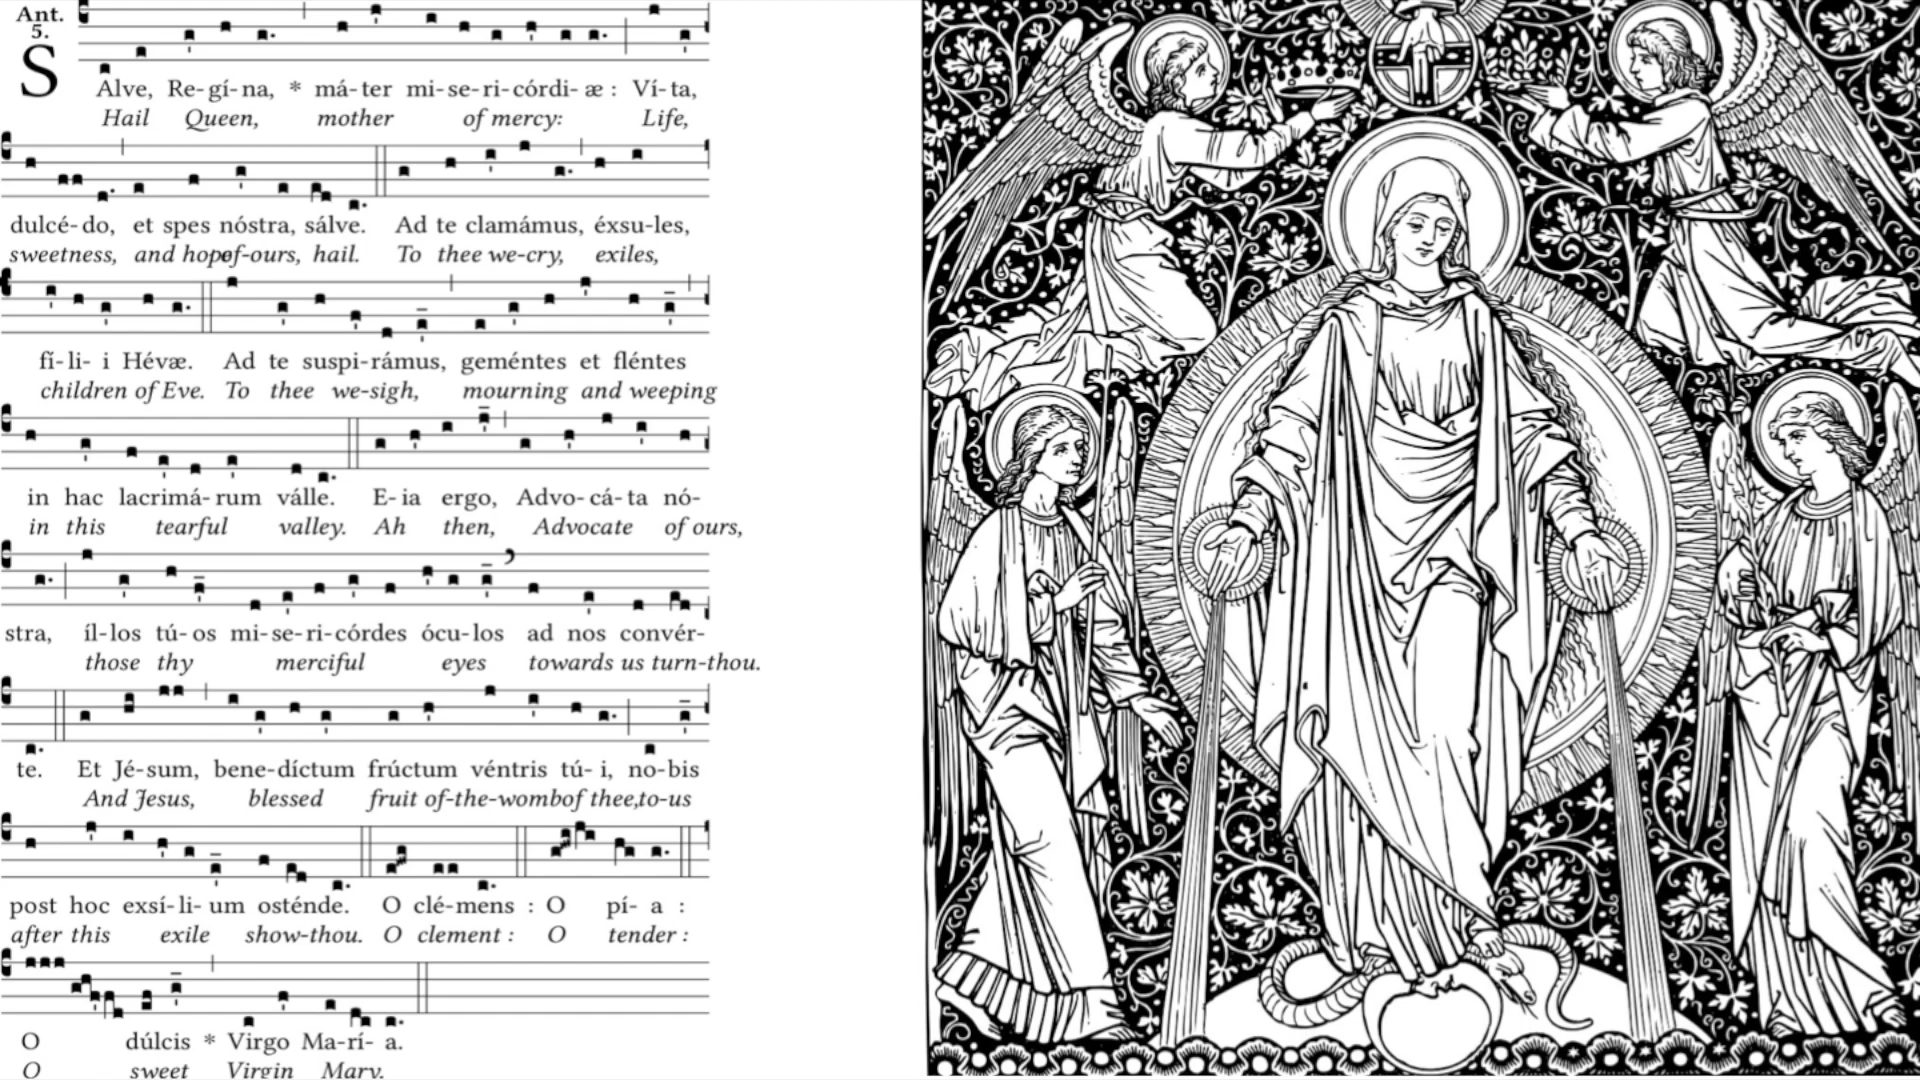 Ant.
5.
SAlve, Re-gí-na, * má-ter mi-se-ri-córdi-æ : Ví-ta,
Hail Queen, mother of mercy: Life,
dulcé-do, et spes nóstra, sálve. Ad te clamámus, éxsu-les,
sweetness, and hope of-ours, hail. To thee we-cry, exiles,
fí-li-i Hévæ. Ad te suspi-rámus, geméntes et fléntes
children of Eve. To thee we-sigh, mourning and weeping
in hac lacrimá-rum válle. E-ia ergo, Advo-cá-ta nó-
in this tearful valley. Ah then, Advocate of ours,
stra, íl-los tú-os mi-se-ri-córdes ócu-los ad nos convér-
those thy merciful eyes towards us turn-thou.
te. Et Jé-sum, bene-díctum frúctum véntris tú-i, no-bis
And Jesus, blessed fruit of-the-womb of thee, to-us
post hoc exsí-li-um osténde. O clé-mens : O pí-a :
after this exile show-thou. O clement : O tender :
O dúlcis * Virgo Ma-rí-a.
O sweet Virgin Mary.